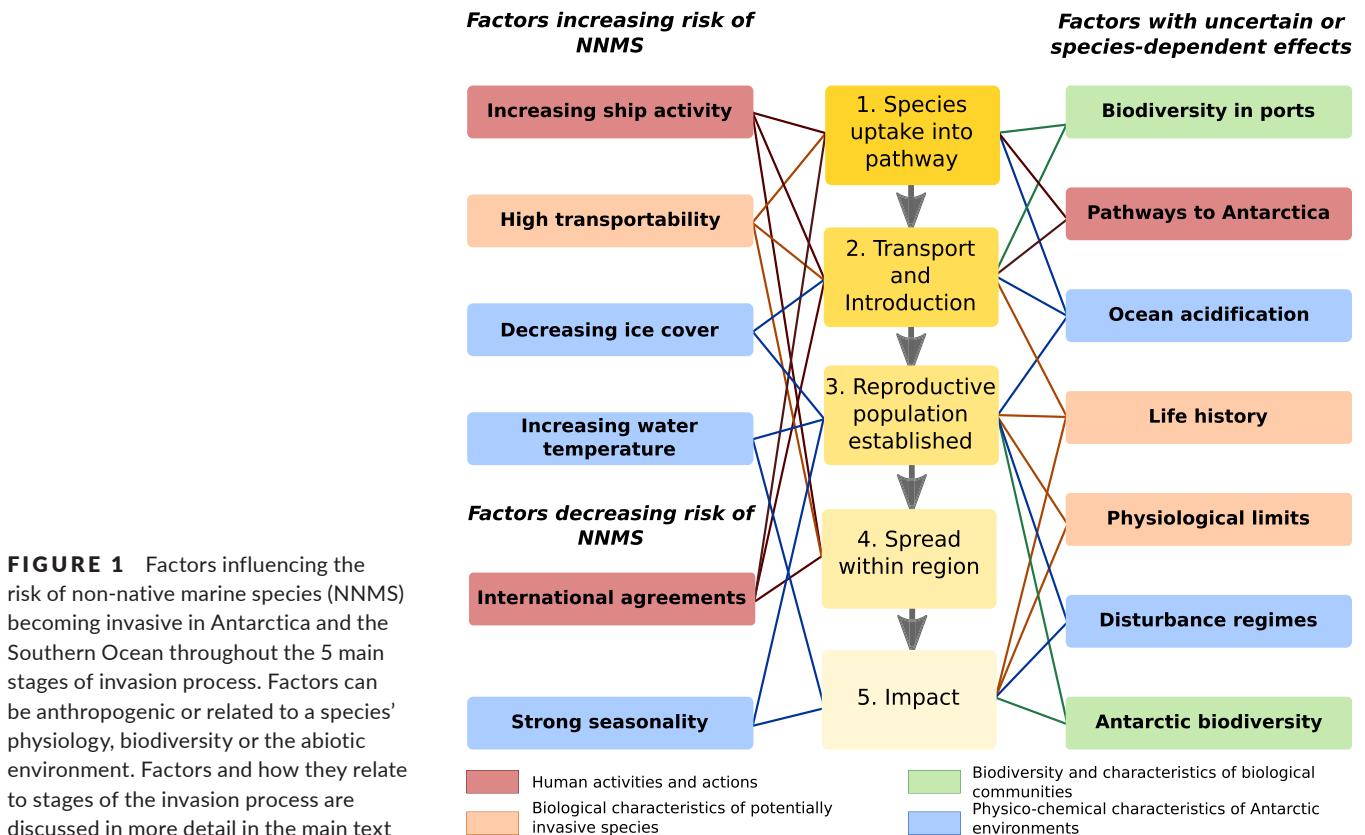 Factors increasing risk of
NNMS
Increasing ship activity
High transportability
Decreasing ice cover
Increasing water
temperature
Factors decreasing risk of
NNMS
International agreements
Strong seasonality
1. Species
uptake into
pathway
2. Transport
and
Introduction
3. Reproductive
population
established
4. Spread
within region
5. Impact
Factors with uncertain or
species-dependent effects
Biodiversity in ports
Pathways to Antarctica
Ocean acidification
Life history
Physiological limits
Disturbance regimes
Antarctic biodiversity
Human activities and actions
Biological characteristics of potentially
invasive species
Biodiversity and characteristics of biological
communities
Physico-chemical characteristics of Antarctic
environments
FIGURE 1 Factors influencing the
risk of non-native marine species (NNMS)
becoming invasive in Antarctica and the
Southern Ocean throughout the 5 main
stages of invasion process. Factors can
be anthropogenic or related to a species’
physiology, biodiversity or the abiotic
environment. Factors and how they relate
to stages of the invasion process are
discussed in more detail in the main text